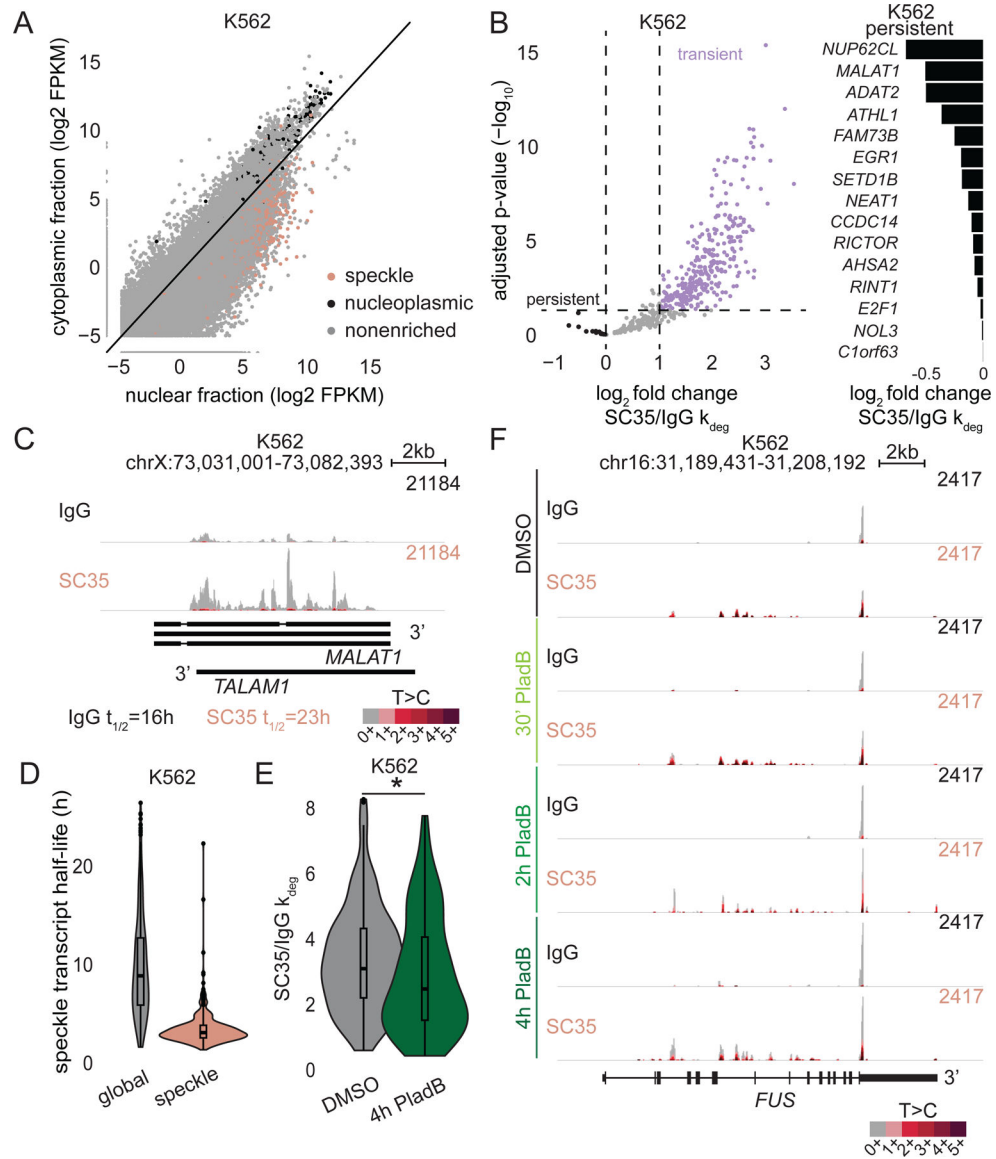 A
K562
cytoplasmic fraction (log2 FPKM)
15
10
5
0
−5
speckle
nucleoplasmic
nonenriched
−5 0 5 10 15
nuclear fraction (log2 FPKM)
B
K562
adjusted p-value (−log10)
15
10
5
0
transient
persistent
−1 0 1 2 3
log2 fold change
SC35/IgG kdeg
K562
persistent
NUP62CL
MALAT1
ADAT2
ATHL1
FAM73B
EGR1
SETD1B
NEAT1
CCDC14
RICTOR
AHSA2
RINT1
E2F1
NOL3
C1orf63
-0.5 0
log2 fold change
SC35/IgG kdeg
C
K562
chrX:73,031,001-73,082,393
2kb
21184
IgG
21184
SC35
3'
MALAT1
3'
TALAM1
IgG t1/2=16h
SC35 t1/2=23h
T>C
0+ 1+ 2+ 3+ 4+ 5+
D
K562
speckle transcript half-life (h)
20
10
0
global
speckle
E
K562
*
SC35/IgG kdeg
8
6
4
2
0
DMSO
4h PladB
F
K562
chr16:31,189,431-31,208,192
2kb
DMSO
2417
IgG
2417
SC35
30' PladB
2417
IgG
2417
SC35
2h PladB
2417
IgG
2417
SC35
4h PladB
2417
IgG
2417
SC35
3'
FUS
T>C
0+ 1+ 2+ 3+ 4+ 5+